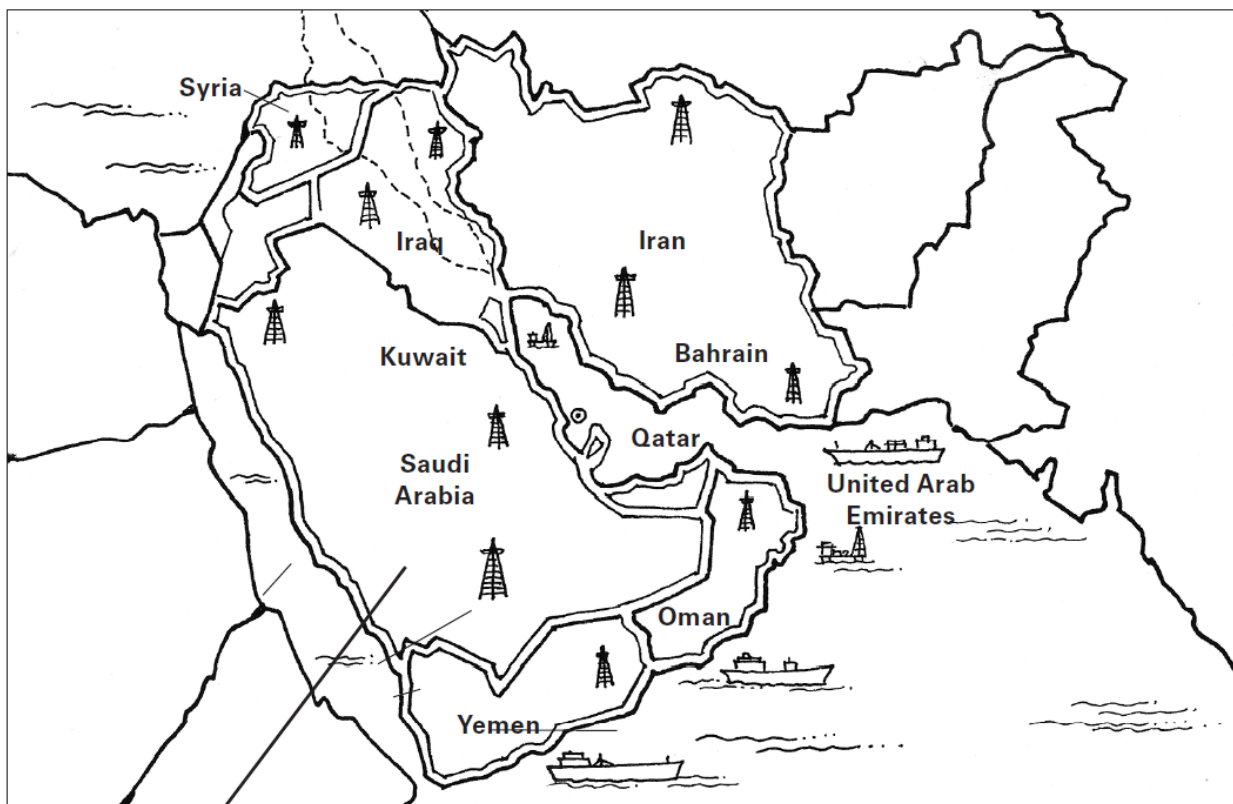 Syria
Iraq
Iran
Kuwait
Bahrain
Qatar
Saudi
Arabia
United Arab
Emirates
Oman
Yemen